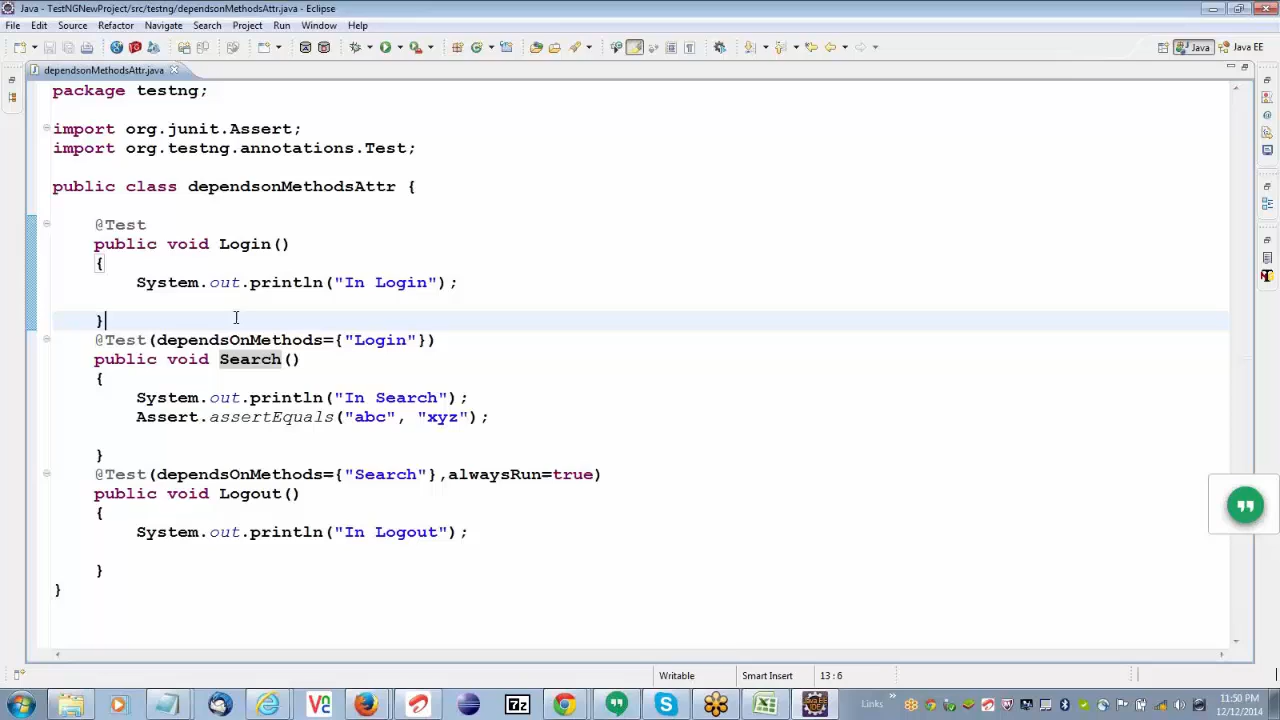 Java - TestNGNewProject/src/testng/dependsonMethodsAttr.java - Eclipse
File Edit Source Refactor Navigate Search Project Run Window Help
Java Java EE
dependsonMethodsAttr.java
package testng;
import org.junit.Assert;
import org.testng.annotations.Test;
public class dependsonMethodsAttr {
@Test
public void Login()
{
System.out.println("In Login");
}
@Test(dependsOnMethods={"Login"})
public void Search()
{
System.out.println("In Search");
Assert.assertEquals("abc", "xyz");
}
@Test(dependsOnMethods={"Search"},alwaysRun=true)
public void Logout()
{
System.out.println("In Logout");
}
}
Writable Smart Insert 13:6
Links
11:50 PM
12/12/2014